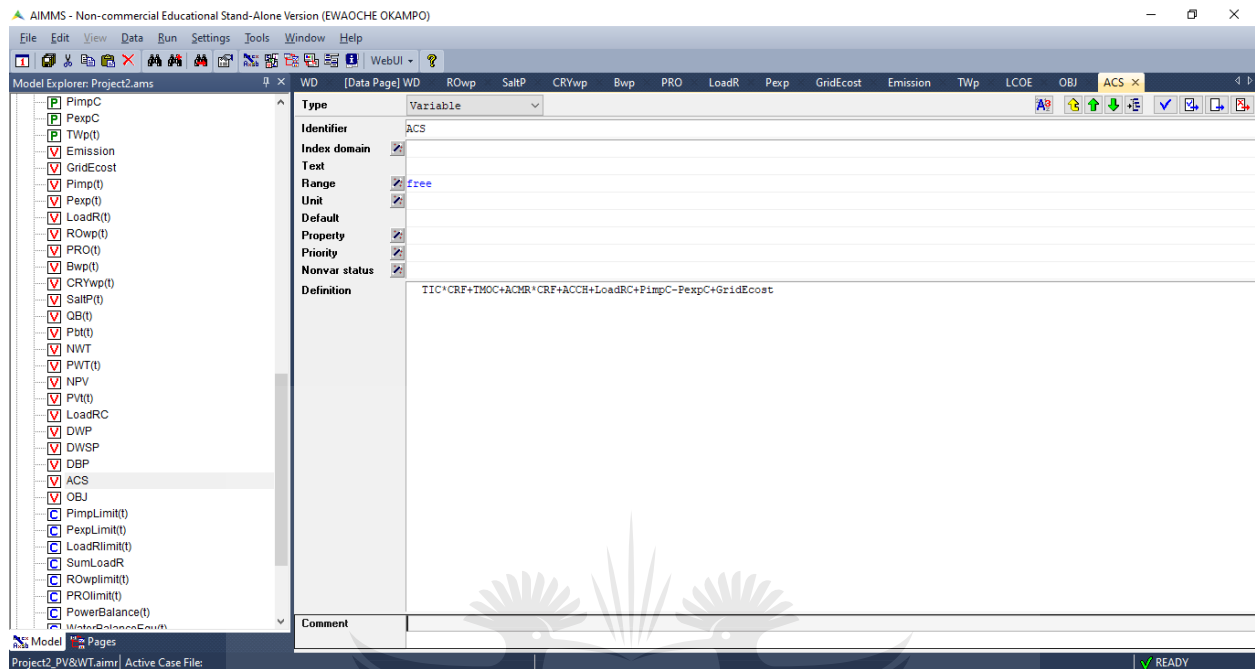 AIMMS - Non-commercial Educational Stand-Alone Version (EWAOCHE OKAMPO)
File Edit View Data Run Settings Tools Window Help
WebUI
Model Explorer: Project2.ams
WD [Data Page] WD ROwp SaltP CRYwp Bwp PRO LoadR Pexp GridEcost Emission TWp LCOE OBJ ACS
P PimpC
P PexpC
P TWp(t)
V Emission
V GridEcost
V Pimp(t)
V Pexp(t)
V LoadR(t)
V ROwp(t)
V PRO(t)
V Bwp(t)
V CRYwp(t)
V SaltP(t)
V QB(t)
V Pbt(t)
V NWT
V PWT(t)
V NPV
V PVt(t)
V LoadRC
V DWP
V DWSP
V DBP
V ACS
V OBJ
C PimpLimit(t)
C PexpLimit(t)
C LoadRlimit(t)
C SumLoadR
C ROwplimit(t)
C PROlimit(t)
C PowerBalance(t)
C WaterBalanceEqu(t)
Type Variable
Identifier ACS
Index domain
Text
Range free
Unit
Default
Property
Priority
Nonvar status
Definition TIC*CRF+TMOC+ACMR*CRF+ACCH+LoadRC+PimpC-PexpC+GridEcost
Comment
Model Pages
Project2_PV&WT.aimr Active Case File: READY